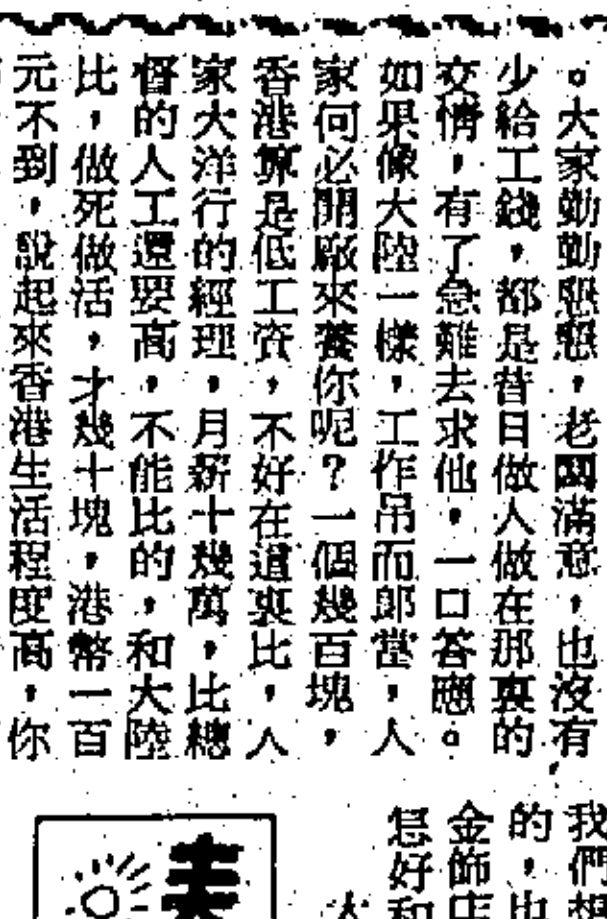 。大家勤勤懇懇，老闆滿意，也沒有
少給工錢，都是昔日做人做在那裏的
交情，有了急難去求他，一口答應。
如果像大陸一樣，工作吊而郎當，人
家何必開廠來養你呢？一個幾百塊，
香港算是低工資，不好在這裏比，人
家大洋行的經理，月薪十幾萬，比總
督的人工還要高，不能比的，和大陸
比，做死做活，才幾十塊，港幣一百
元不到，說起來香港生活程度高，你
我們想
的，也
金飾店
怎好和